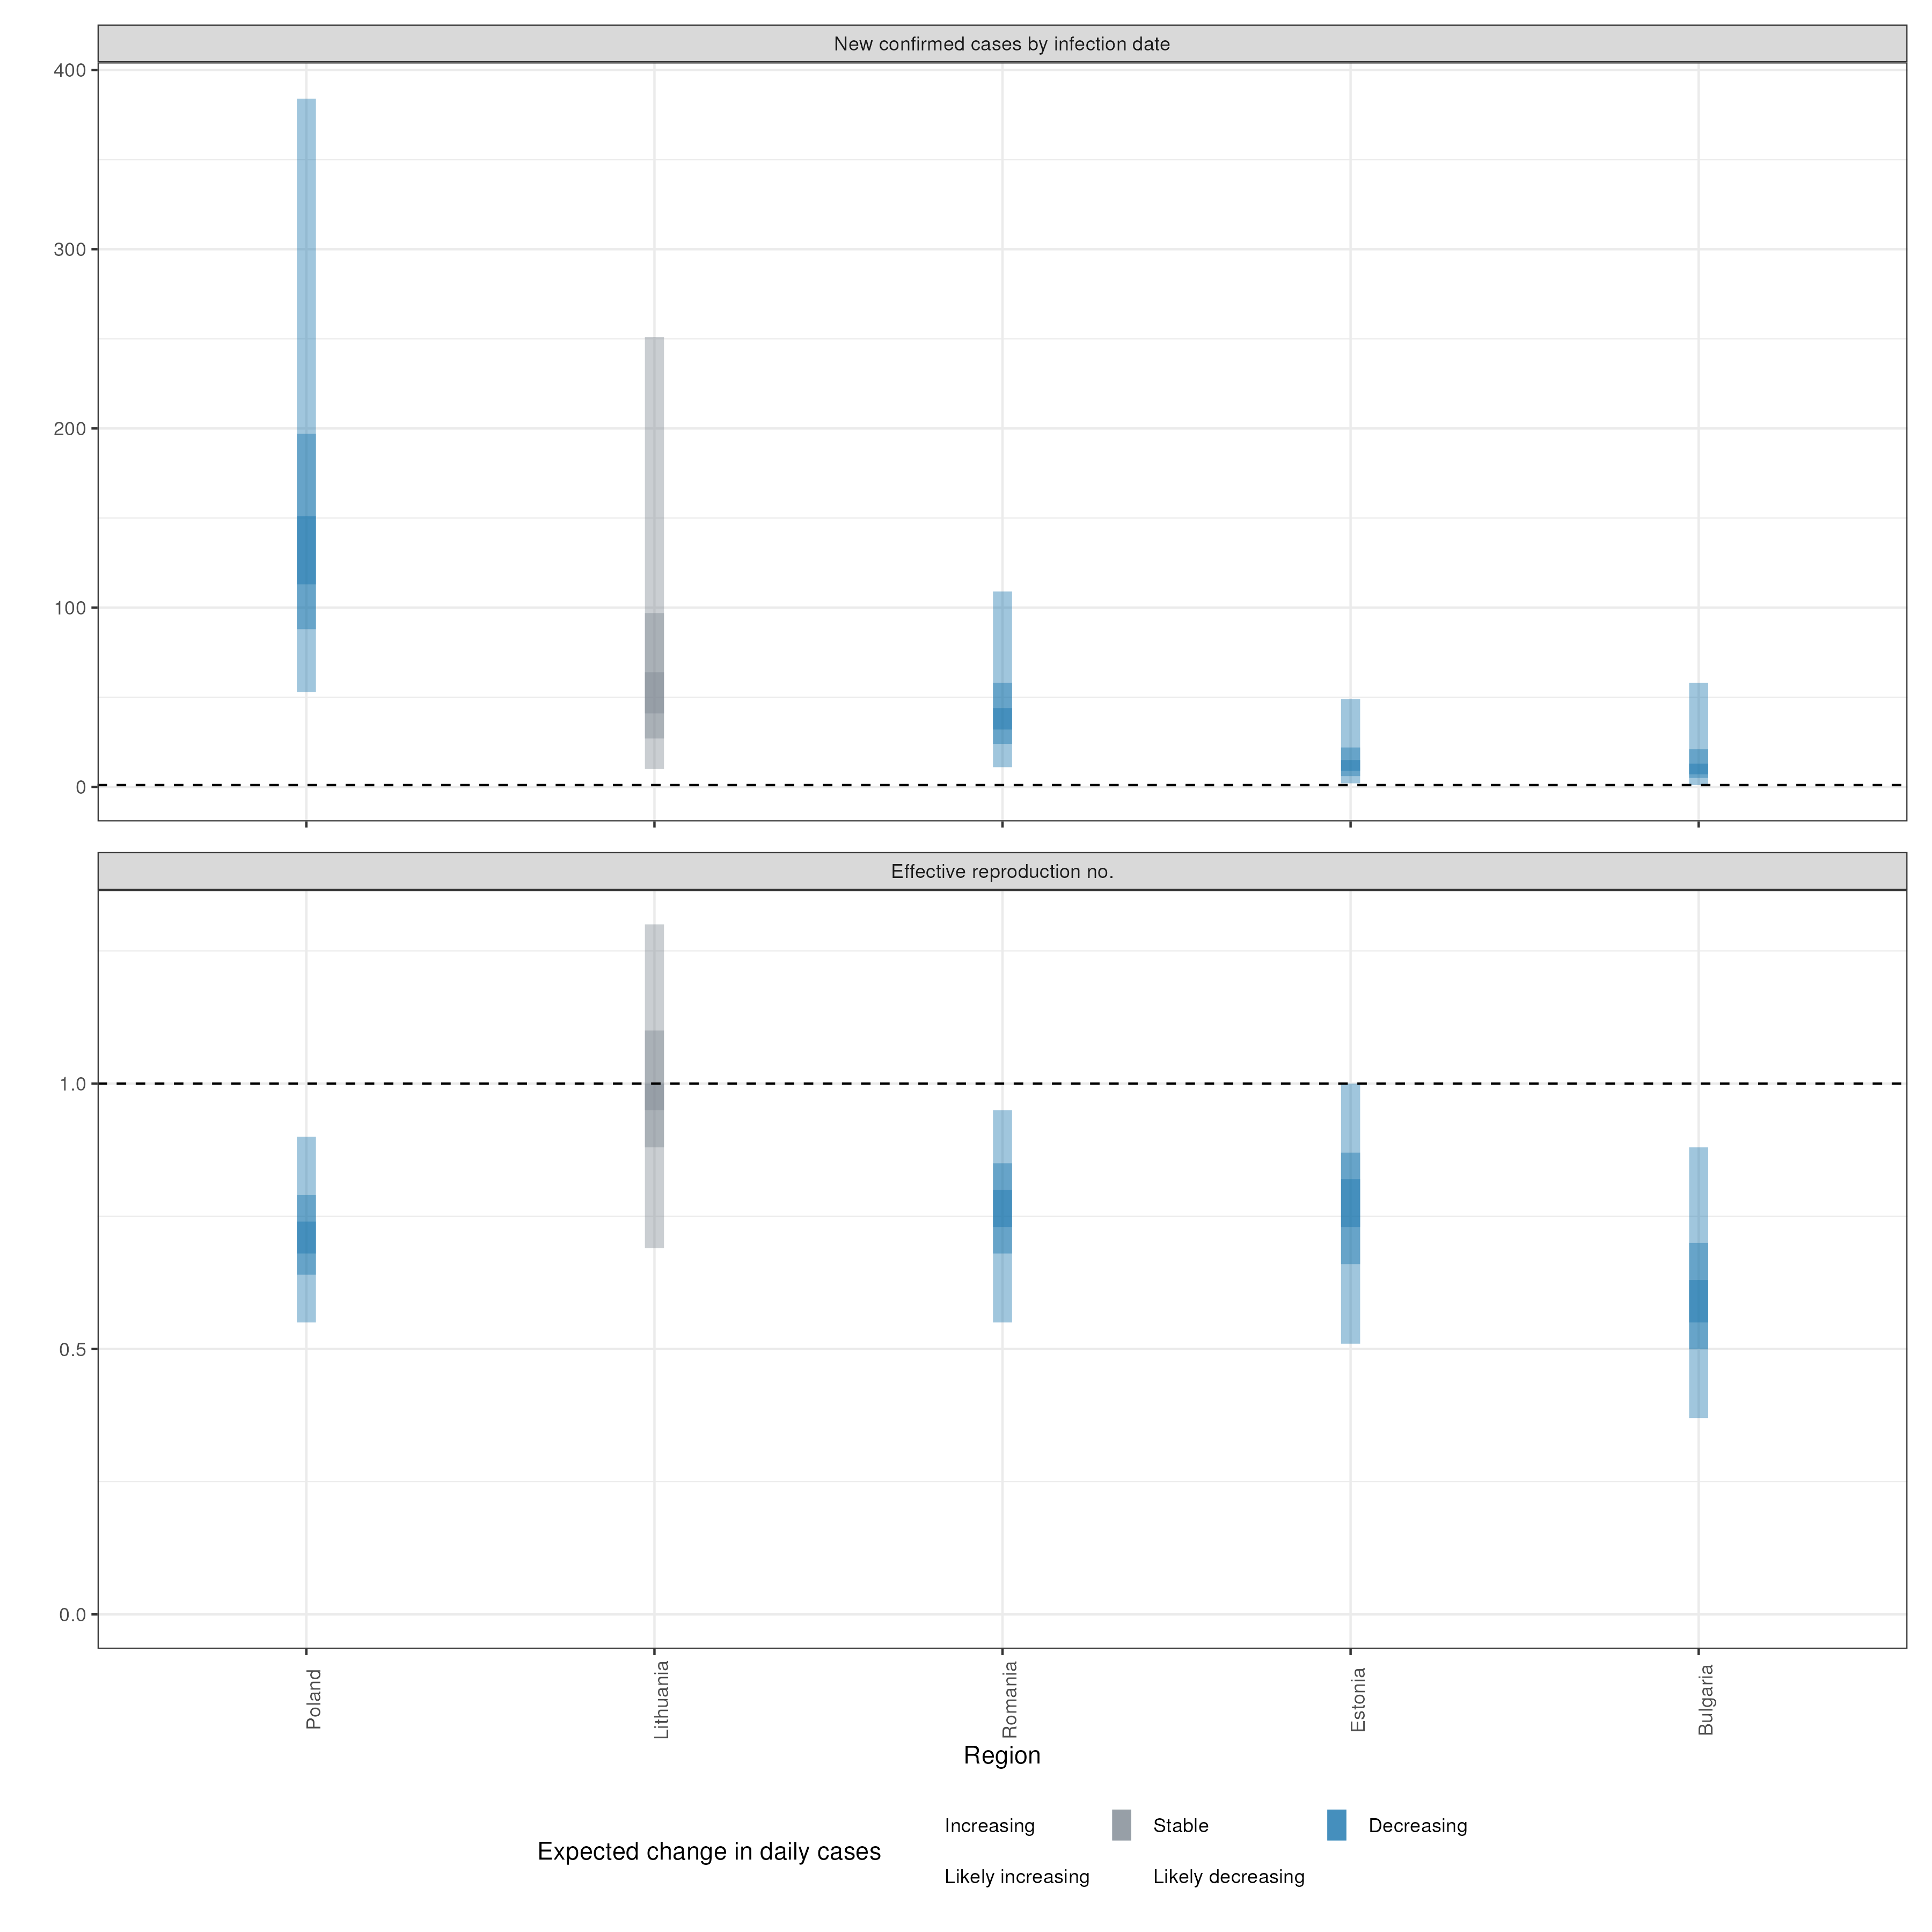 New confirmed cases by infection date
400
300
200
100
0
Effective reproduction no.
1.0
0.5
0.0
Poland
Lithuania
Romania
Estonia
Bulgaria
Region
Expected change in daily cases
Increasing
Stable
Decreasing
Likely increasing
Likely decreasing